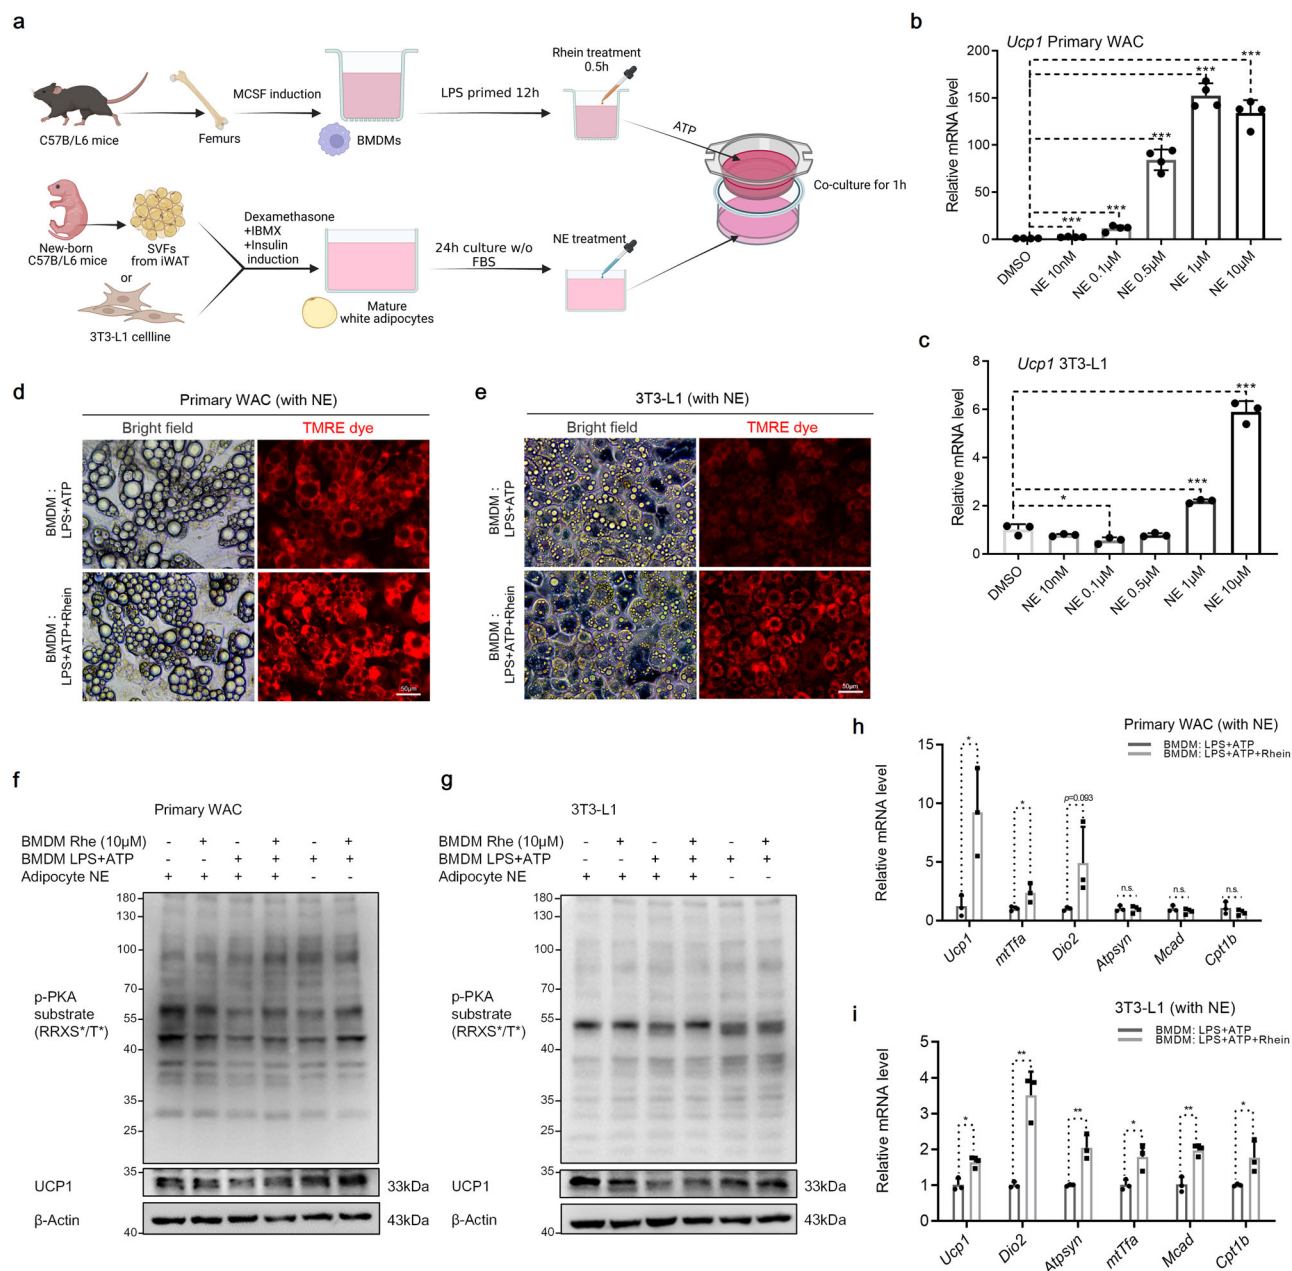 a
C57B/L6 mice
Femurs
MCSF induction
BMDMs
LPS primed 12h
Rhein treatment
0.5h
ATP
Co-culture for 1h
New-born
C57B/L6 mice
SVFs
from iWAT
or
3T3-L1 cellline
Dexamethasone
+IBMX
+Insulin
induction
Mature
white adipocytes
24h culture w/o
FBS
NE treatment
b
Ucp1 Primary WAC
Relative mRNA level
200
150
100
50
0
***
***
***
***
***
DMSO
NE 10nM
NE 0.1μM
NE 0.5μM
NE 1μM
NE 10μM
c
Ucp1 3T3-L1
Relative mRNA level
8
6
4
2
0
*
***
***
DMSO
NE 10nM
NE 0.1μM
NE 0.5μM
NE 1μM
NE 10μM
d
Primary WAC (with NE)
Bright field
TMRE dye
BMDM :
LPS+ATP
BMDM :
LPS+ATP+Rhein
50μm
e
3T3-L1 (with NE)
Bright field
TMRE dye
BMDM :
LPS+ATP
BMDM :
LPS+ATP+Rhein
50μm
f
Primary WAC
BMDM Rhe (10μM) - + - + - +
BMDM LPS+ATP - - + + + +
Adipocyte NE + + + + - -
p-PKA
substrate
(RRXS*/T*)
180
130
100
70
55
40
35
25
35
UCP1
33kDa
β-Actin
43kDa
40
g
3T3-L1
BMDM Rhe (10μM) - + - + - +
BMDM LPS+ATP - - + + + +
Adipocyte NE + + + + - -
p-PKA
substrate
(RRXS*/T*)
180
130
100
70
55
40
35
25
35
UCP1
33kDa
β-Actin
43kDa
40
h
Primary WAC (with NE)
BMDM: LPS+ATP
BMDM: LPS+ATP+Rhein
Relative mRNA level
15
10
5
0
*
*
p=0.093
n.s.
n.s.
n.s.
Ucp1
mtTfa
Dio2
Atpsyn
Mcad
Cpt1b
i
3T3-L1 (with NE)
BMDM: LPS+ATP
BMDM: LPS+ATP+Rhein
Relative mRNA level
5
4
3
2
1
0
*
**
**
*
**
*
Ucp1
Dio2
Atpsyn
mtTfa
Mcad
Cpt1b